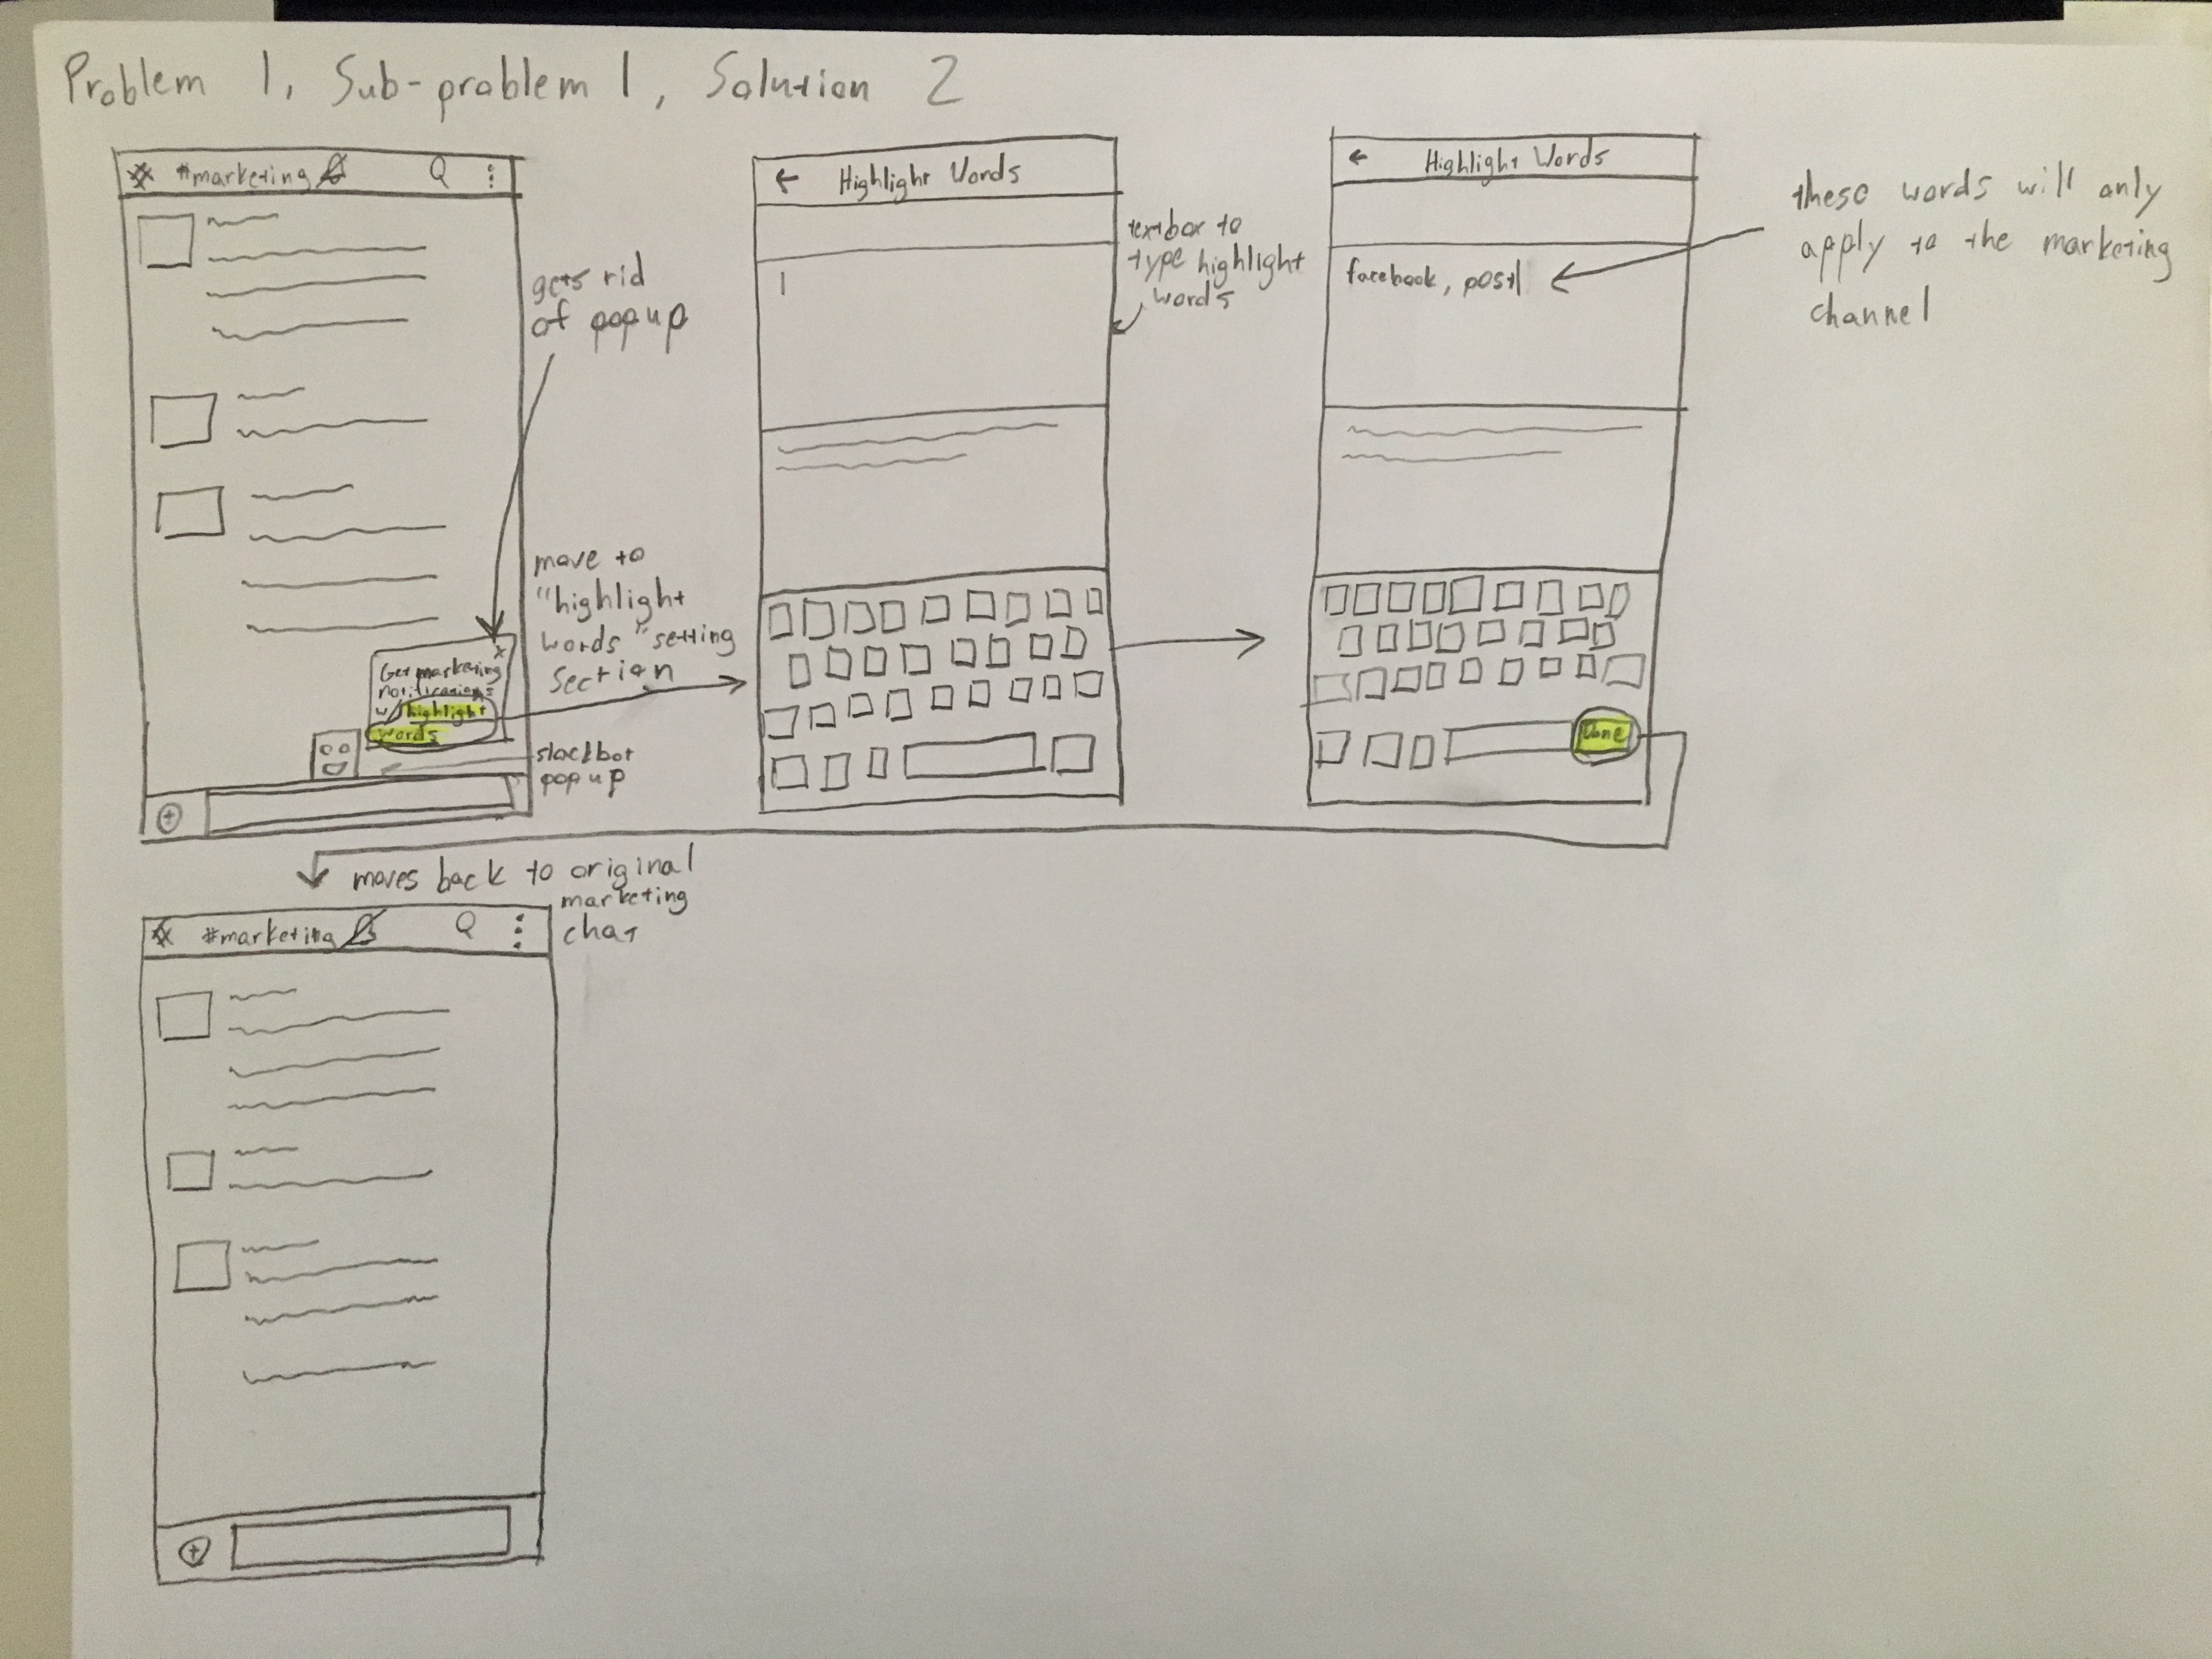 Problem 1, Sub-problem 1, Solution 2
#marketing
gets rid
of popup
Get marketing
notifications
w/ highlight
words
move to
"highlight
words" setting
section
slackbot
popup
Highlight Words
textbox to
type highlight
words
Highlight Words
facebook, post
these words will only
apply to the marketing
channel
Done
moves back to original
marketing
chat
#marketing